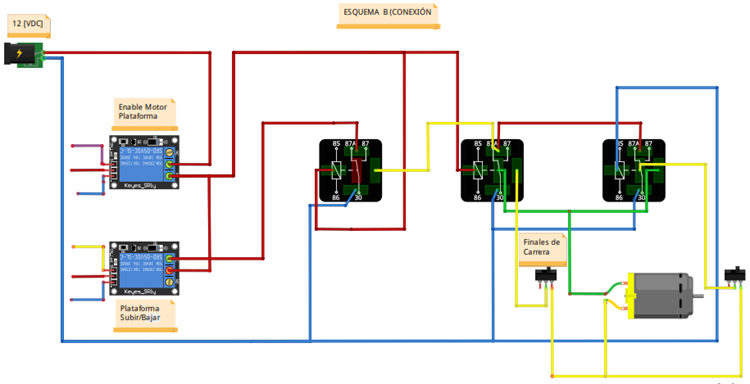 ESQUEMA B (CONEXIÓN
12 [VDC]
Enable Motor
Plataforma
Keyes_SRly
85 87A 87
86 30
85 87A 87
86 30
85 87A 87
86 30
Finales de
Carrera
Keyes_SRly
Plataforma
Subir/Bajar